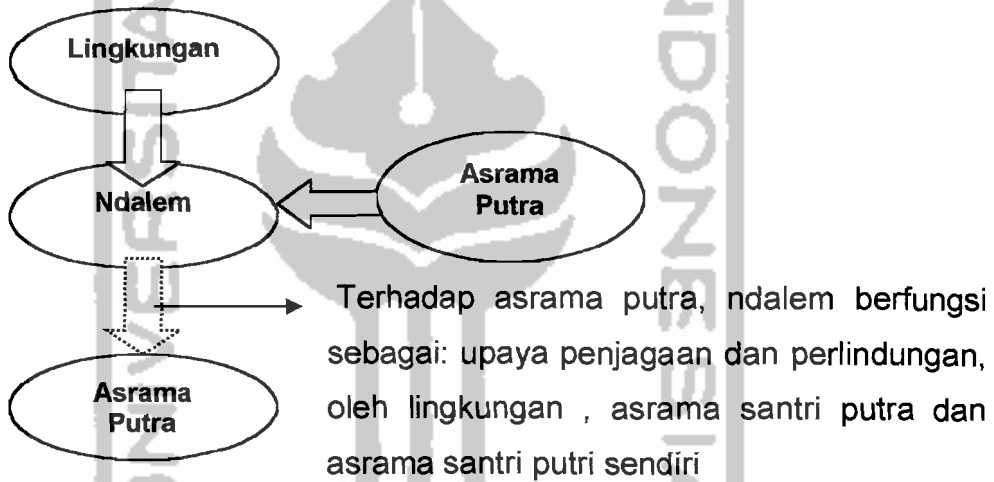 Lingkungan
Ndalem
Asrama
Putra
Asrama
Putra
Terhadap asrama putra, ndalem berfungsi
sebagai: upaya penjagaan dan perlindungan,
oleh lingkungan , asrama santri putra dan
asrama santri putri sendiri